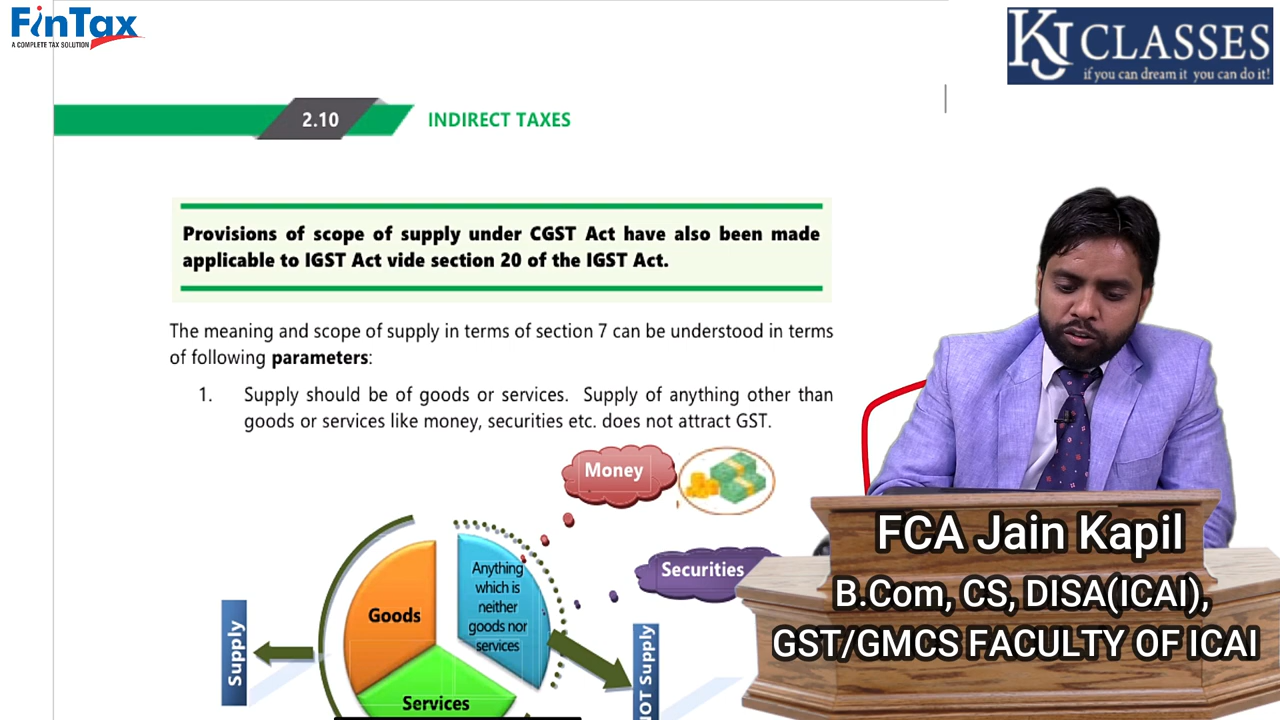 FinTax
A COMPLETE TAX SOLUTION
KJ CLASSES
if you can dream it you can do it!
2.10
INDIRECT TAXES
Provisions of scope of supply under CGST Act have also been made
applicable to IGST Act vide section 20 of the IGST Act.
The meaning and scope of supply in terms of section 7 can be understood in terms
of following parameters:
1. Supply should be of goods or services. Supply of anything other than
goods or services like money, securities etc. does not attract GST.
Money
Securities
Anything
which is
neither
goods nor
services
Goods
Services
Supply
NOT Supply
FCA Jain Kapil
B.Com, CS, DISA(ICAI),
GST/GMCS FACULTY OF ICAI